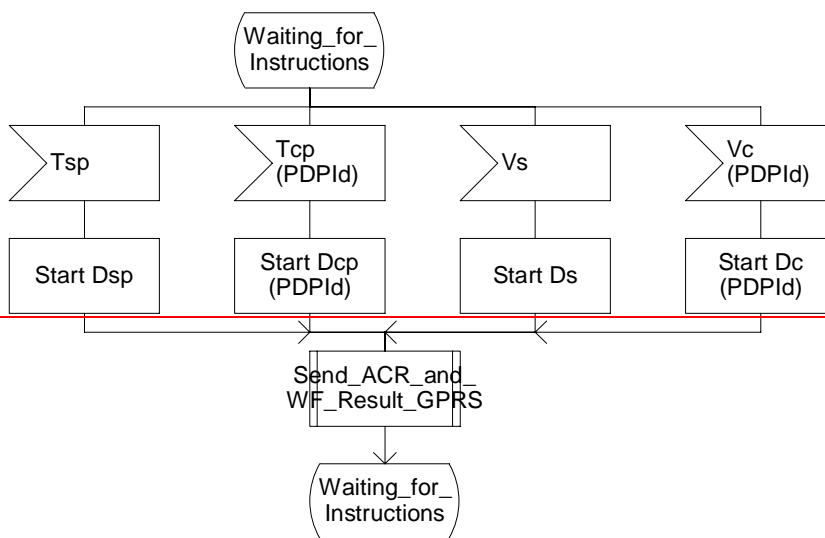 Waiting_for_
Instructions
Tsp
Tcp
(PDPId)
Vs
Vc
(PDPId)
Start Dsp
Start Dcp
(PDPId)
Start Ds
Start Dc
(PDPId)
Send_ACR_and_
WF_Result_GPRS
Waiting_for_
Instructions